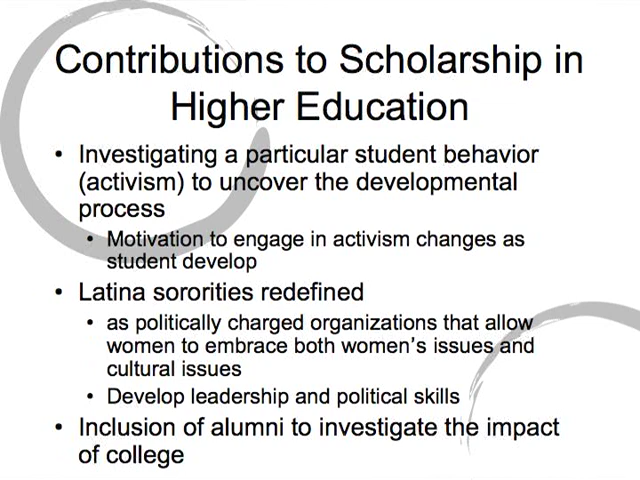 Contributions to Scholarship in
Higher Education
• Investigating a particular student behavior
(activism) to uncover the developmental
process
• Motivation to engage in activism changes as
student develop
• Latina sororities redefined
• as politically charged organizations that allow
women to embrace both women's issues and
cultural issues
• Develop leadership and political skills
• Inclusion of alumni to investigate the impact
of college